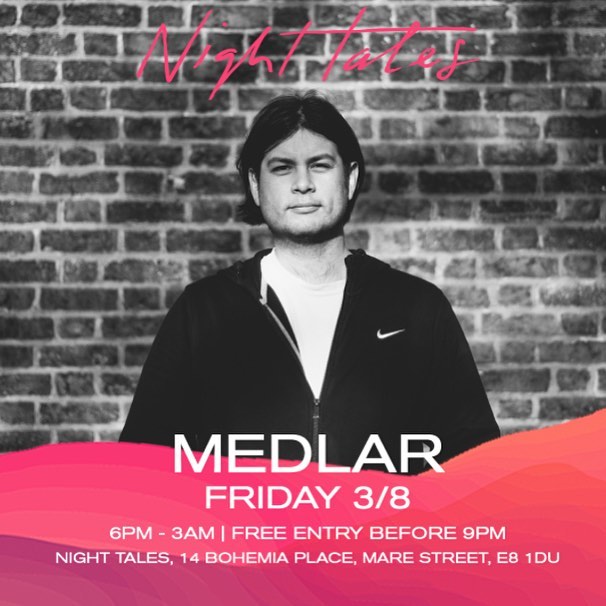 Night Tales
MEDLAR
FRIDAY 3/8
6PM - 3AM | FREE ENTRY BEFORE 9PM
NIGHT TALES, 14 BOHEMIA PLACE, MARE STREET, E8 1DU